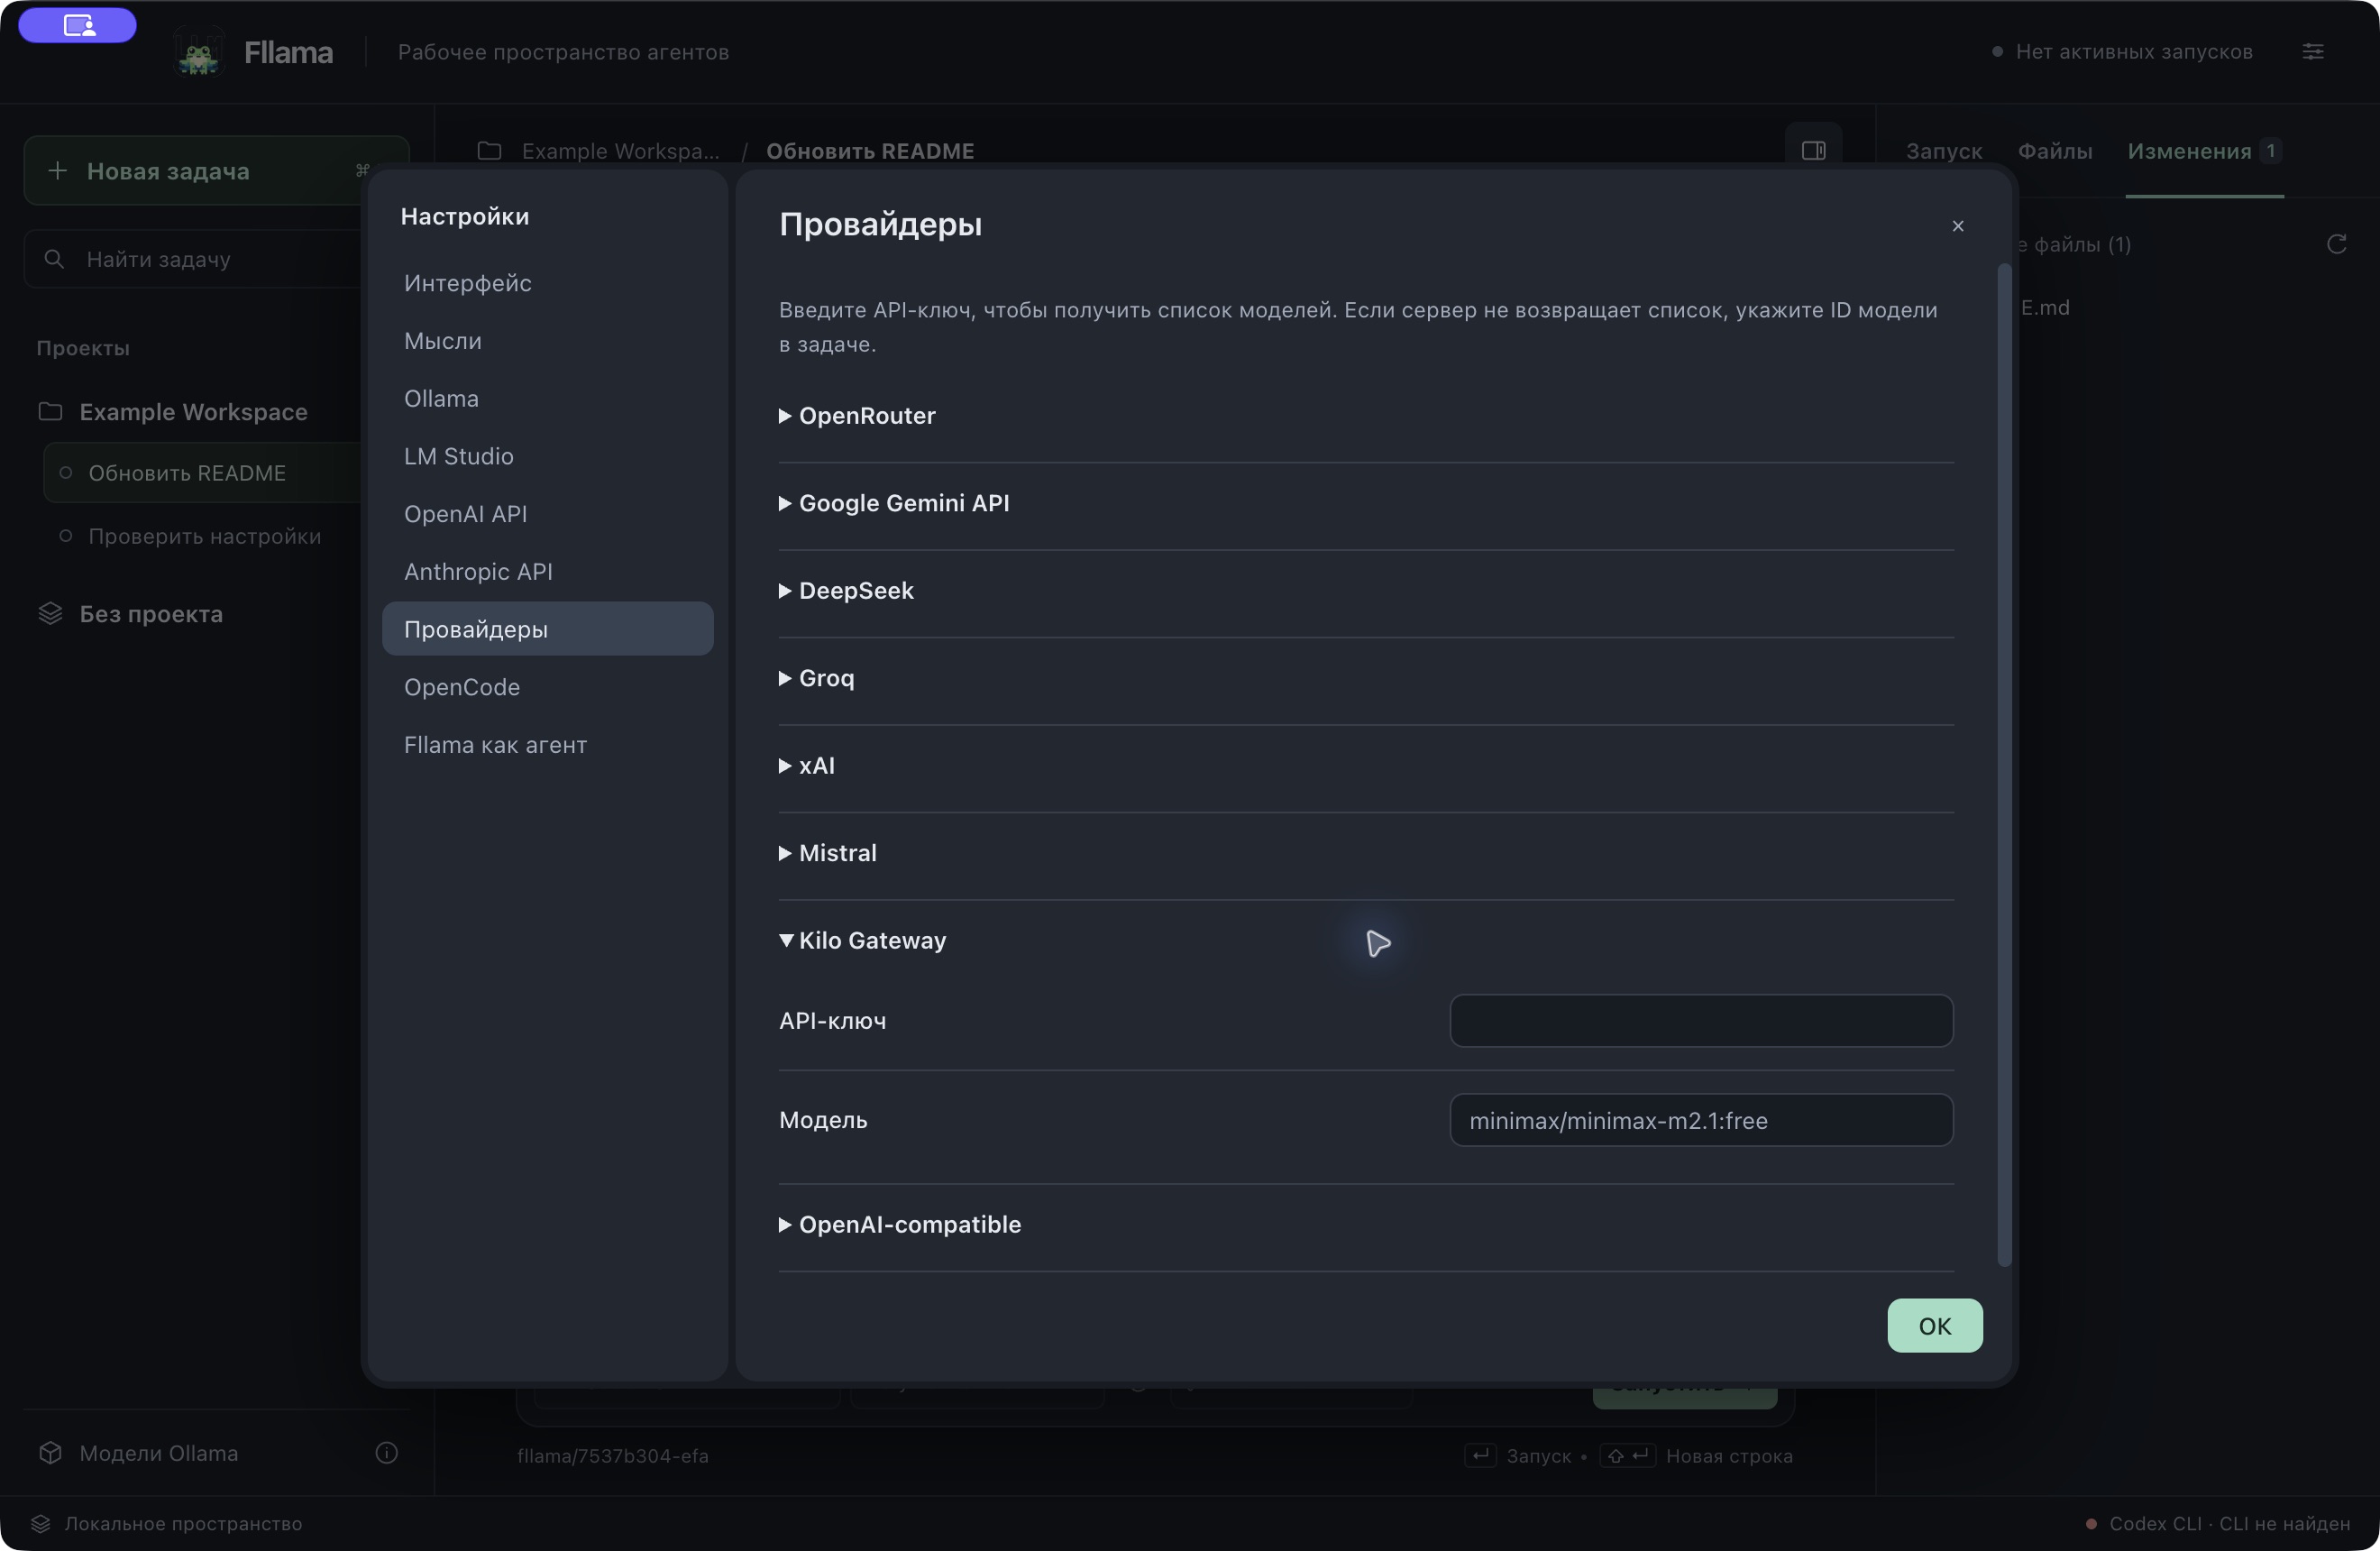 Fllama
Рабочее пространство агентов
Нет активных запусков
Новая задача
⌘
Найти задачу
Проекты
Example Workspace
Обновить README
Проверить настройки
Без проекта
Example Workspa... / Обновить README
Запуск
Файлы
Изменения 1
е файлы (1)
E.md
Настройки
Интерфейс
Мысли
Ollama
LM Studio
OpenAI API
Anthropic API
Провайдеры
OpenCode
Fllama как агент
Провайдеры
×
Введите API-ключ, чтобы получить список моделей. Если сервер не возвращает список, укажите ID модели
в задаче.
OpenRouter
Google Gemini API
DeepSeek
Groq
xAI
Mistral
Kilo Gateway
API-ключ
Модель
minimax/minimax-m2.1:free
OpenAI-compatible
ОК
fllama/7537b304-efa
Запуск •
Новая строка
Модели Ollama
Локальное пространство
Codex CLI · CLI не найден